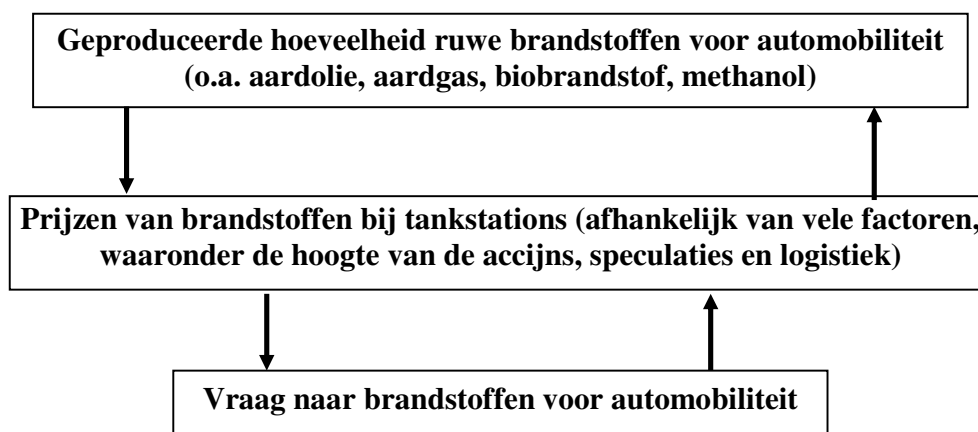 Geproduceerde hoeveelheid ruwe brandstoffen voor automobiliteit
(o.a. aardolie, aardgas, biobrandstof, methanol)
Prijzen van brandstoffen bij tankstations (afhankelijk van vele factoren,
waaronder de hoogte van de accijns, speculaties en logistiek)
Vraag naar brandstoffen voor automobiliteit